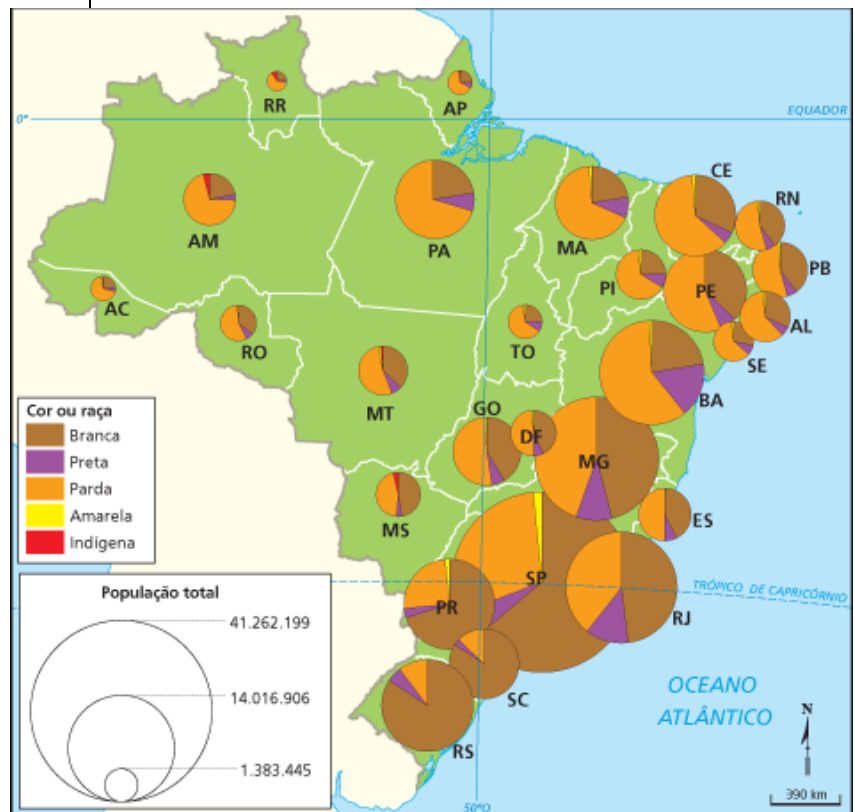 RR
AP
EQUADOR
0°
CE
RN
AM
PA
MA
PB
PI
PE
AC
AL
RO
TO
SE
MT
GO
BA
DF
MG
MS
ES
SP
TRÓPICO DE CAPRICÓRNIO
PR
RJ
SC
RS
OCEANO
ATLÂNTICO
N
390 km
50°O
Cor ou raça
Branca
Preta
Parda
Amarela
Indígena
População total
41.262.199
14.016.906
1.383.445